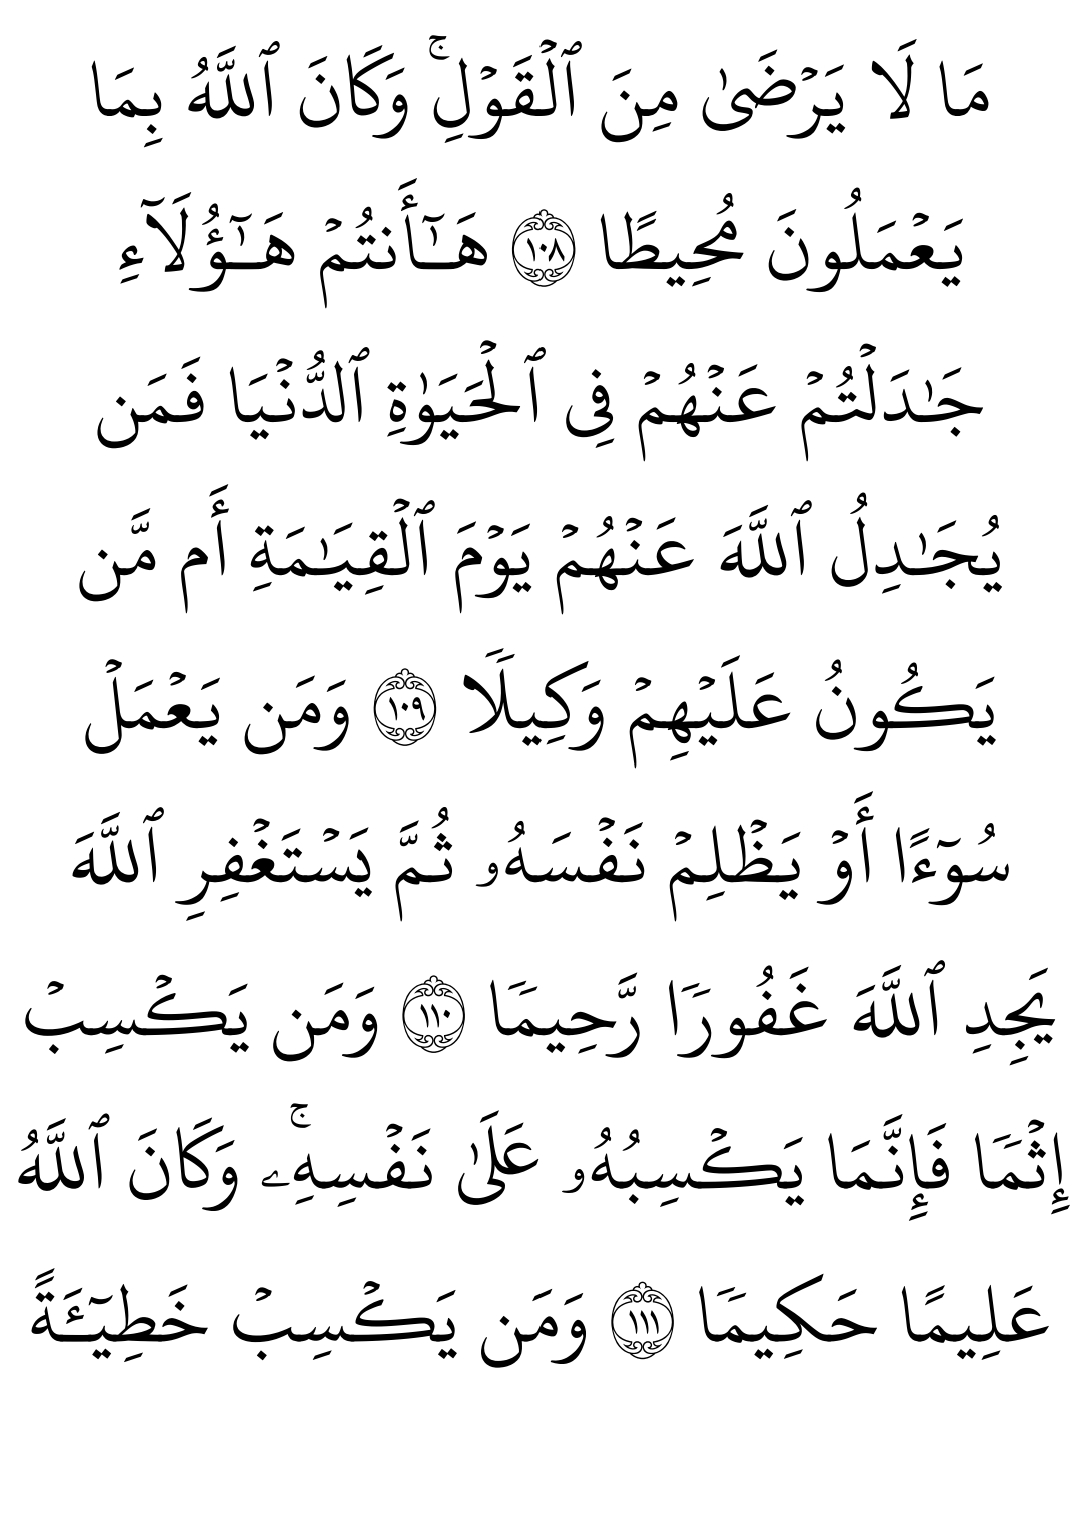 مَا لَا يَرۡضَىٰ مِنَ ٱلۡقَوۡلِۚ وَكَانَ ٱللَّهُ بِمَا
يَعۡمَلُونَ مُحِيطًا ١٠٨ هَـٰٓأَنتُمۡ هَـٰٓؤُلَآءِ
جَـٰدَلۡتُمۡ عَنۡهُمۡ فِى ٱلۡحَيَوٰةِ ٱلدُّنۡيَا فَمَن
يُجَـٰدِلُ ٱللَّهَ عَنۡهُمۡ يَوۡمَ ٱلۡقِيَـٰمَةِ أَم مَّن
يَكُونُ عَلَيۡهِمۡ وَكِيلࣰا ١٠٩ وَمَن يَعۡمَلۡ
سُوۤءًا أَوۡ يَظۡلِمۡ نَفۡسَهُۥ ثُمَّ يَسۡتَغۡفِرِ ٱللَّهَ
يَجِدِ ٱللَّهَ غَفُورࣰا رَّحِيمࣰا ١١٠ وَمَن يَكۡسِبۡ
إِثۡمࣰا فَإِنَّمَا يَكۡسِبُهُۥ عَلَىٰ نَفۡسِهِۦۚ وَكَانَ ٱللَّهُ
عَلِيمًا حَكِيمࣰا ١١١ وَمَن يَكۡسِبۡ خَطِيٓـَٔةً